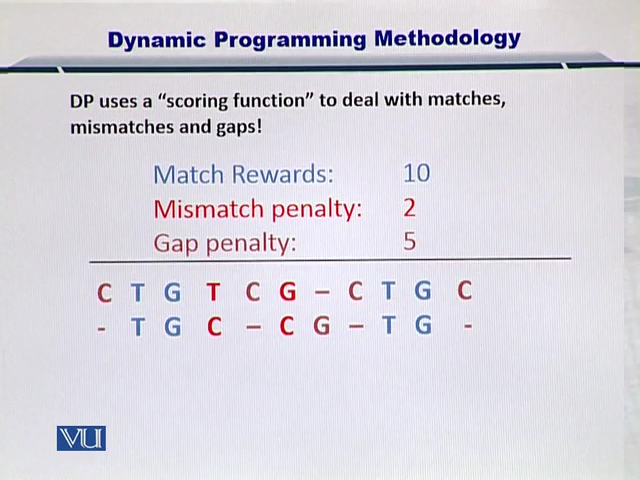 Dynamic Programming Methodology
DP uses a “scoring function” to deal with matches,
mismatches and gaps!
Match Rewards: 10
Mismatch penalty: 2
Gap penalty: 5
C T G T C G – C T G C
- T G C – C G – T G -
VU